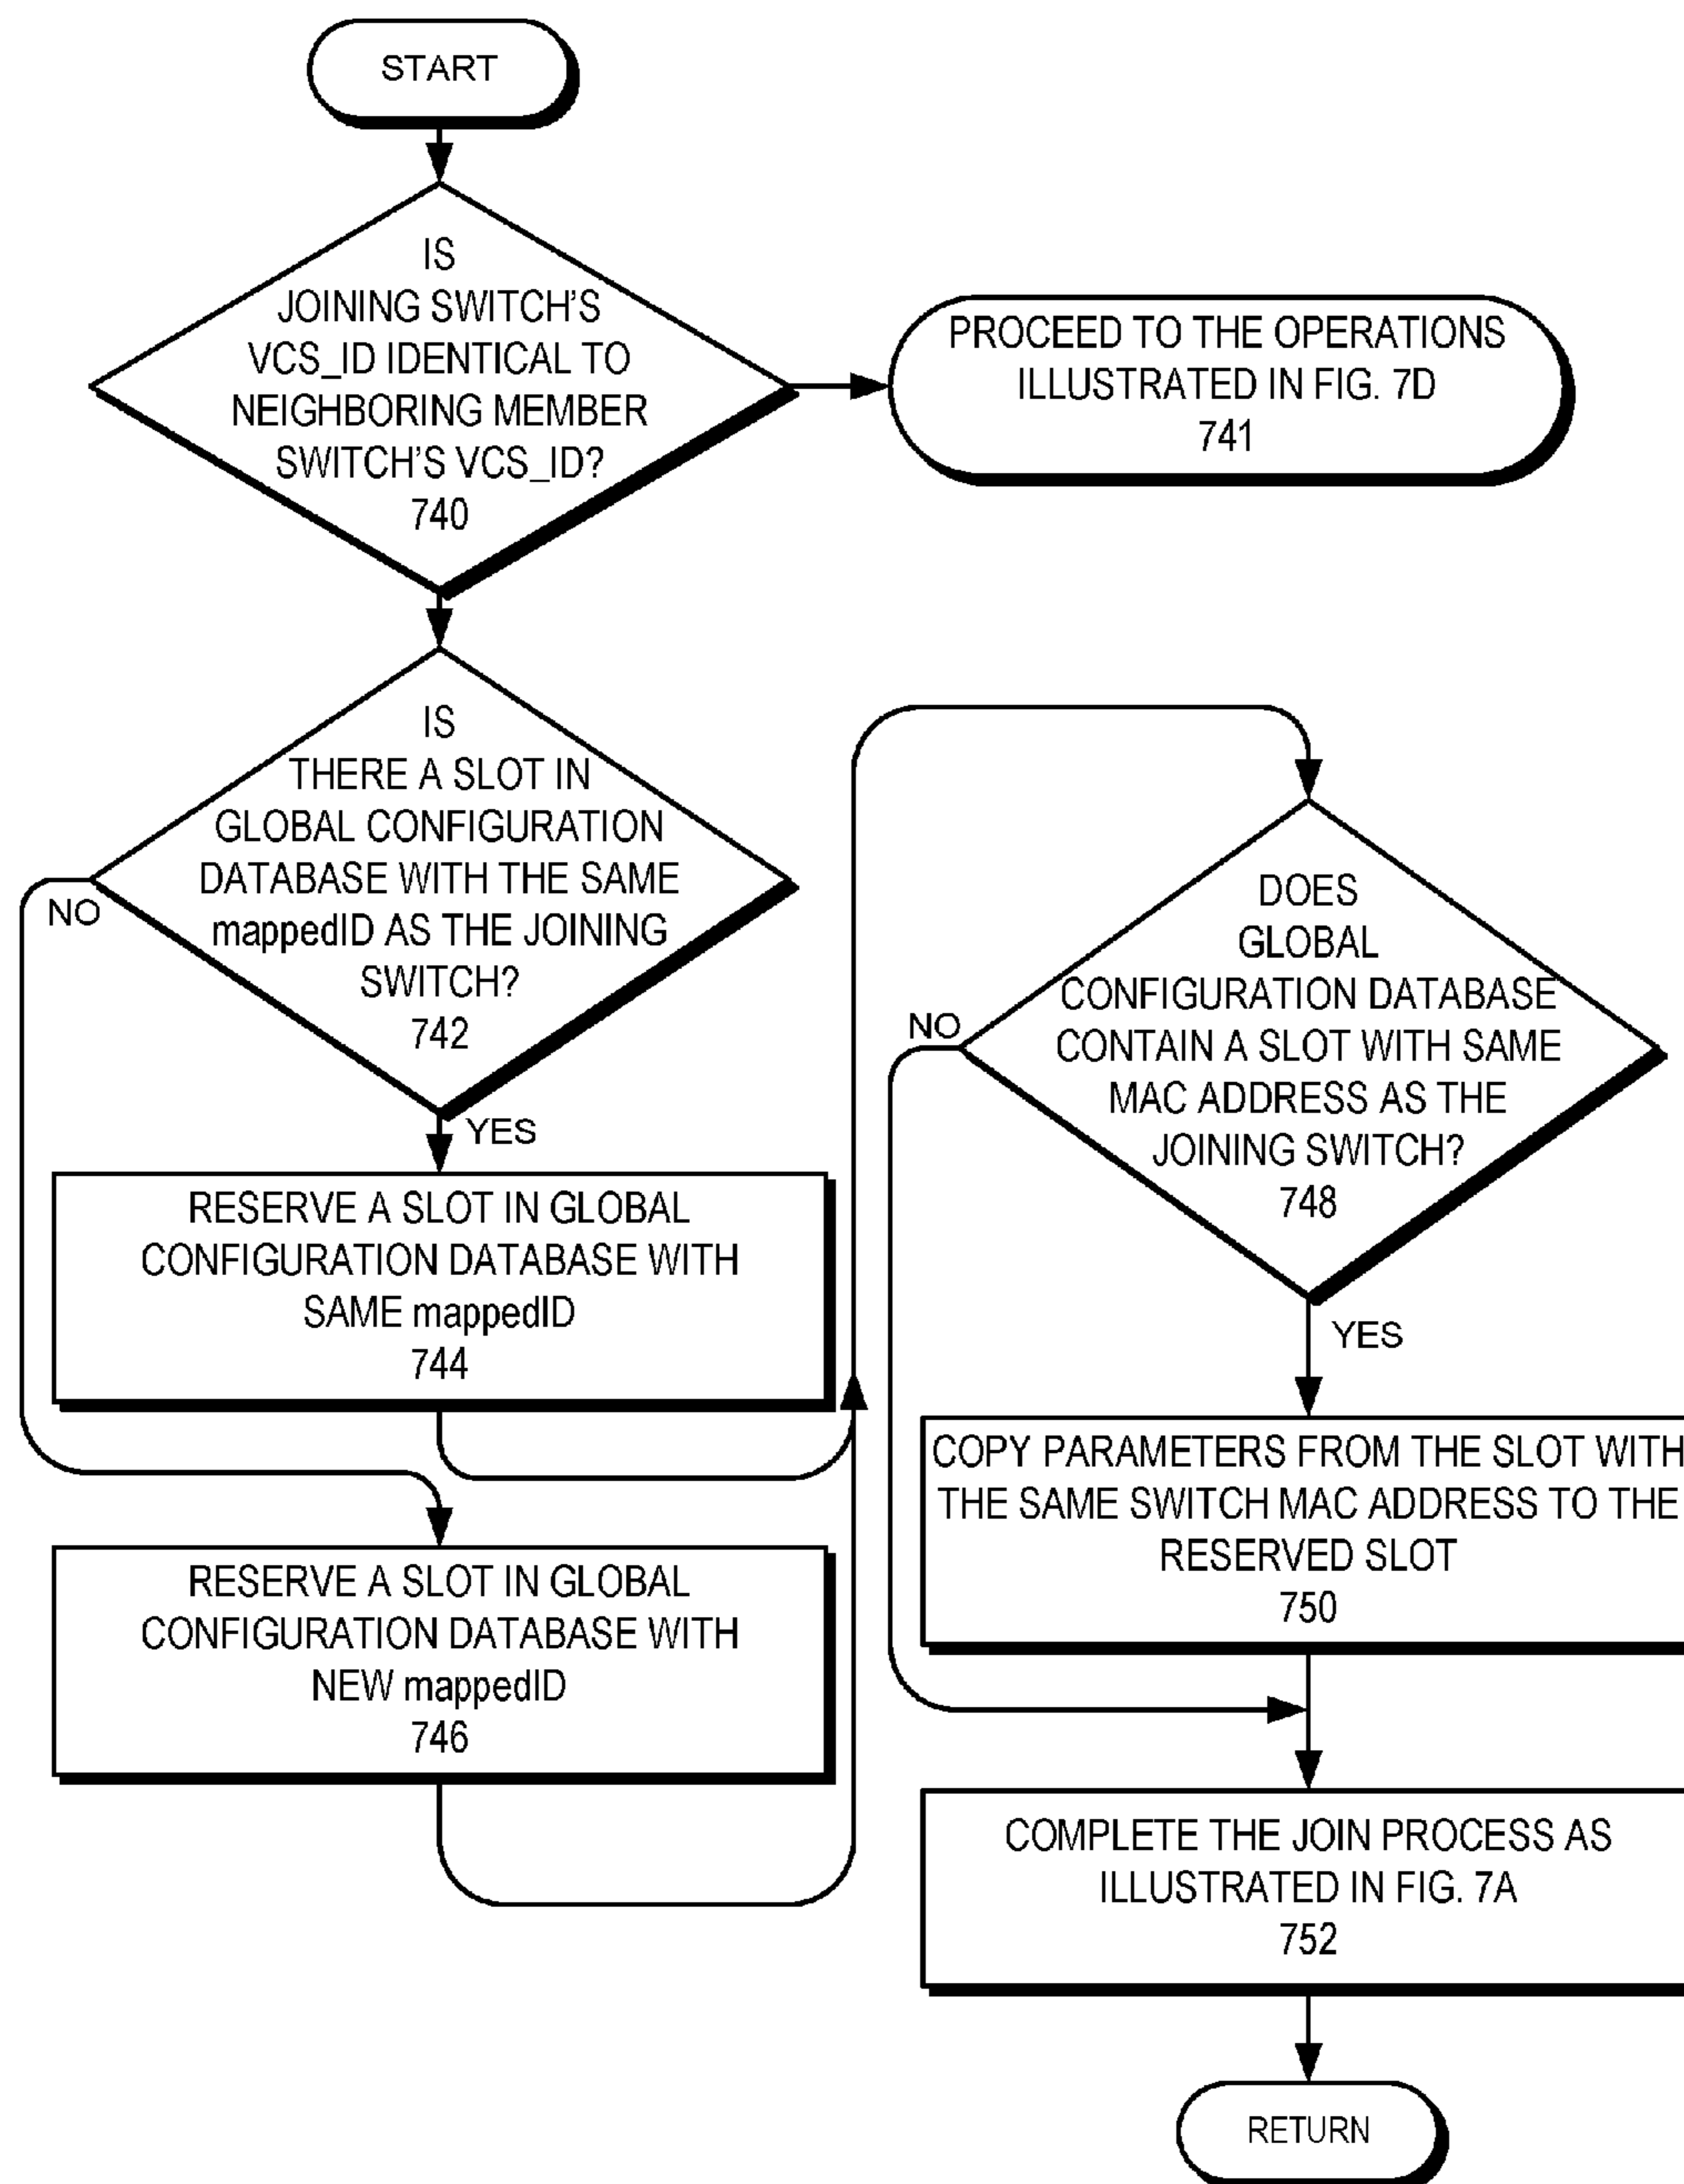 START
IS
JOINING SWITCH'S
VCS_ID IDENTICAL TO
NEIGHBORING MEMBER
SWITCH'S VCS_ID?
740
PROCEED TO THE OPERATIONS
ILLUSTRATED IN FIG. 7D
741
IS
THERE A SLOT IN
GLOBAL CONFIGURATION
DATABASE WITH THE SAME
mappedID AS THE JOINING
SWITCH?
742
NO
YES
RESERVE A SLOT IN GLOBAL
CONFIGURATION DATABASE WITH
SAME mappedID
744
RESERVE A SLOT IN GLOBAL
CONFIGURATION DATABASE WITH
NEW mappedID
746
DOES
GLOBAL
CONFIGURATION DATABASE
CONTAIN A SLOT WITH SAME
MAC ADDRESS AS THE
JOINING SWITCH?
748
NO
YES
COPY PARAMETERS FROM THE SLOT WITH
THE SAME SWITCH MAC ADDRESS TO THE
RESERVED SLOT
750
COMPLETE THE JOIN PROCESS AS
ILLUSTRATED IN FIG. 7A
752
RETURN